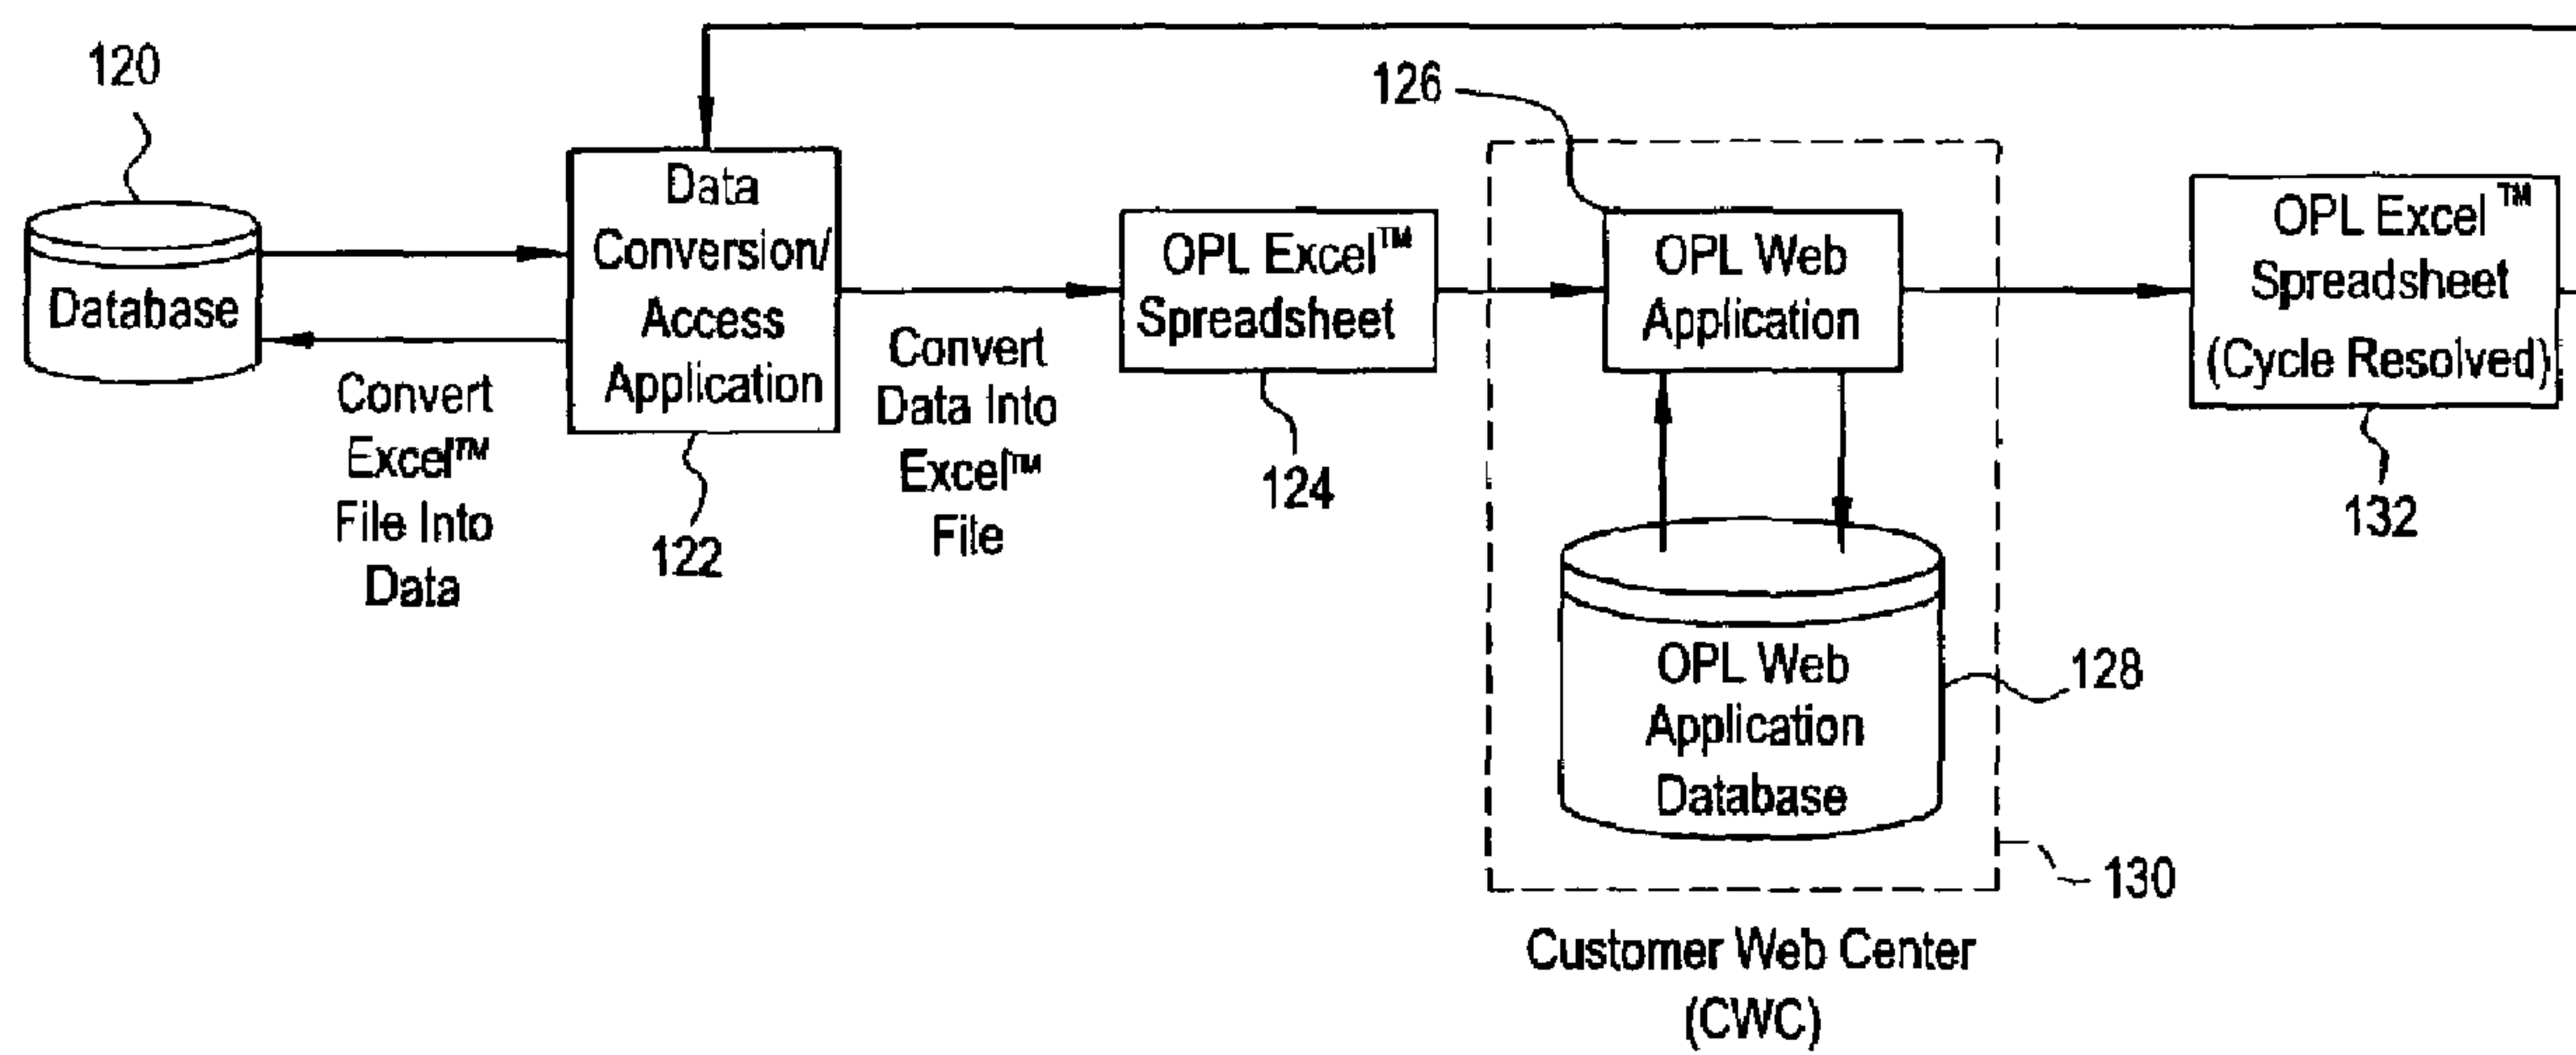 120
Database
Convert
Excel™
File Into
Data
Data
Conversion/
Access
Application
122
Convert
Data Into
Excel™
File
OPL Excel™
Spreadsheet
124
126
OPL Web
Application
OPL Web
Application
Database
128
130
Customer Web Center
(CWC)
OPL Excel™
Spreadsheet
(Cycle Resolved)
132